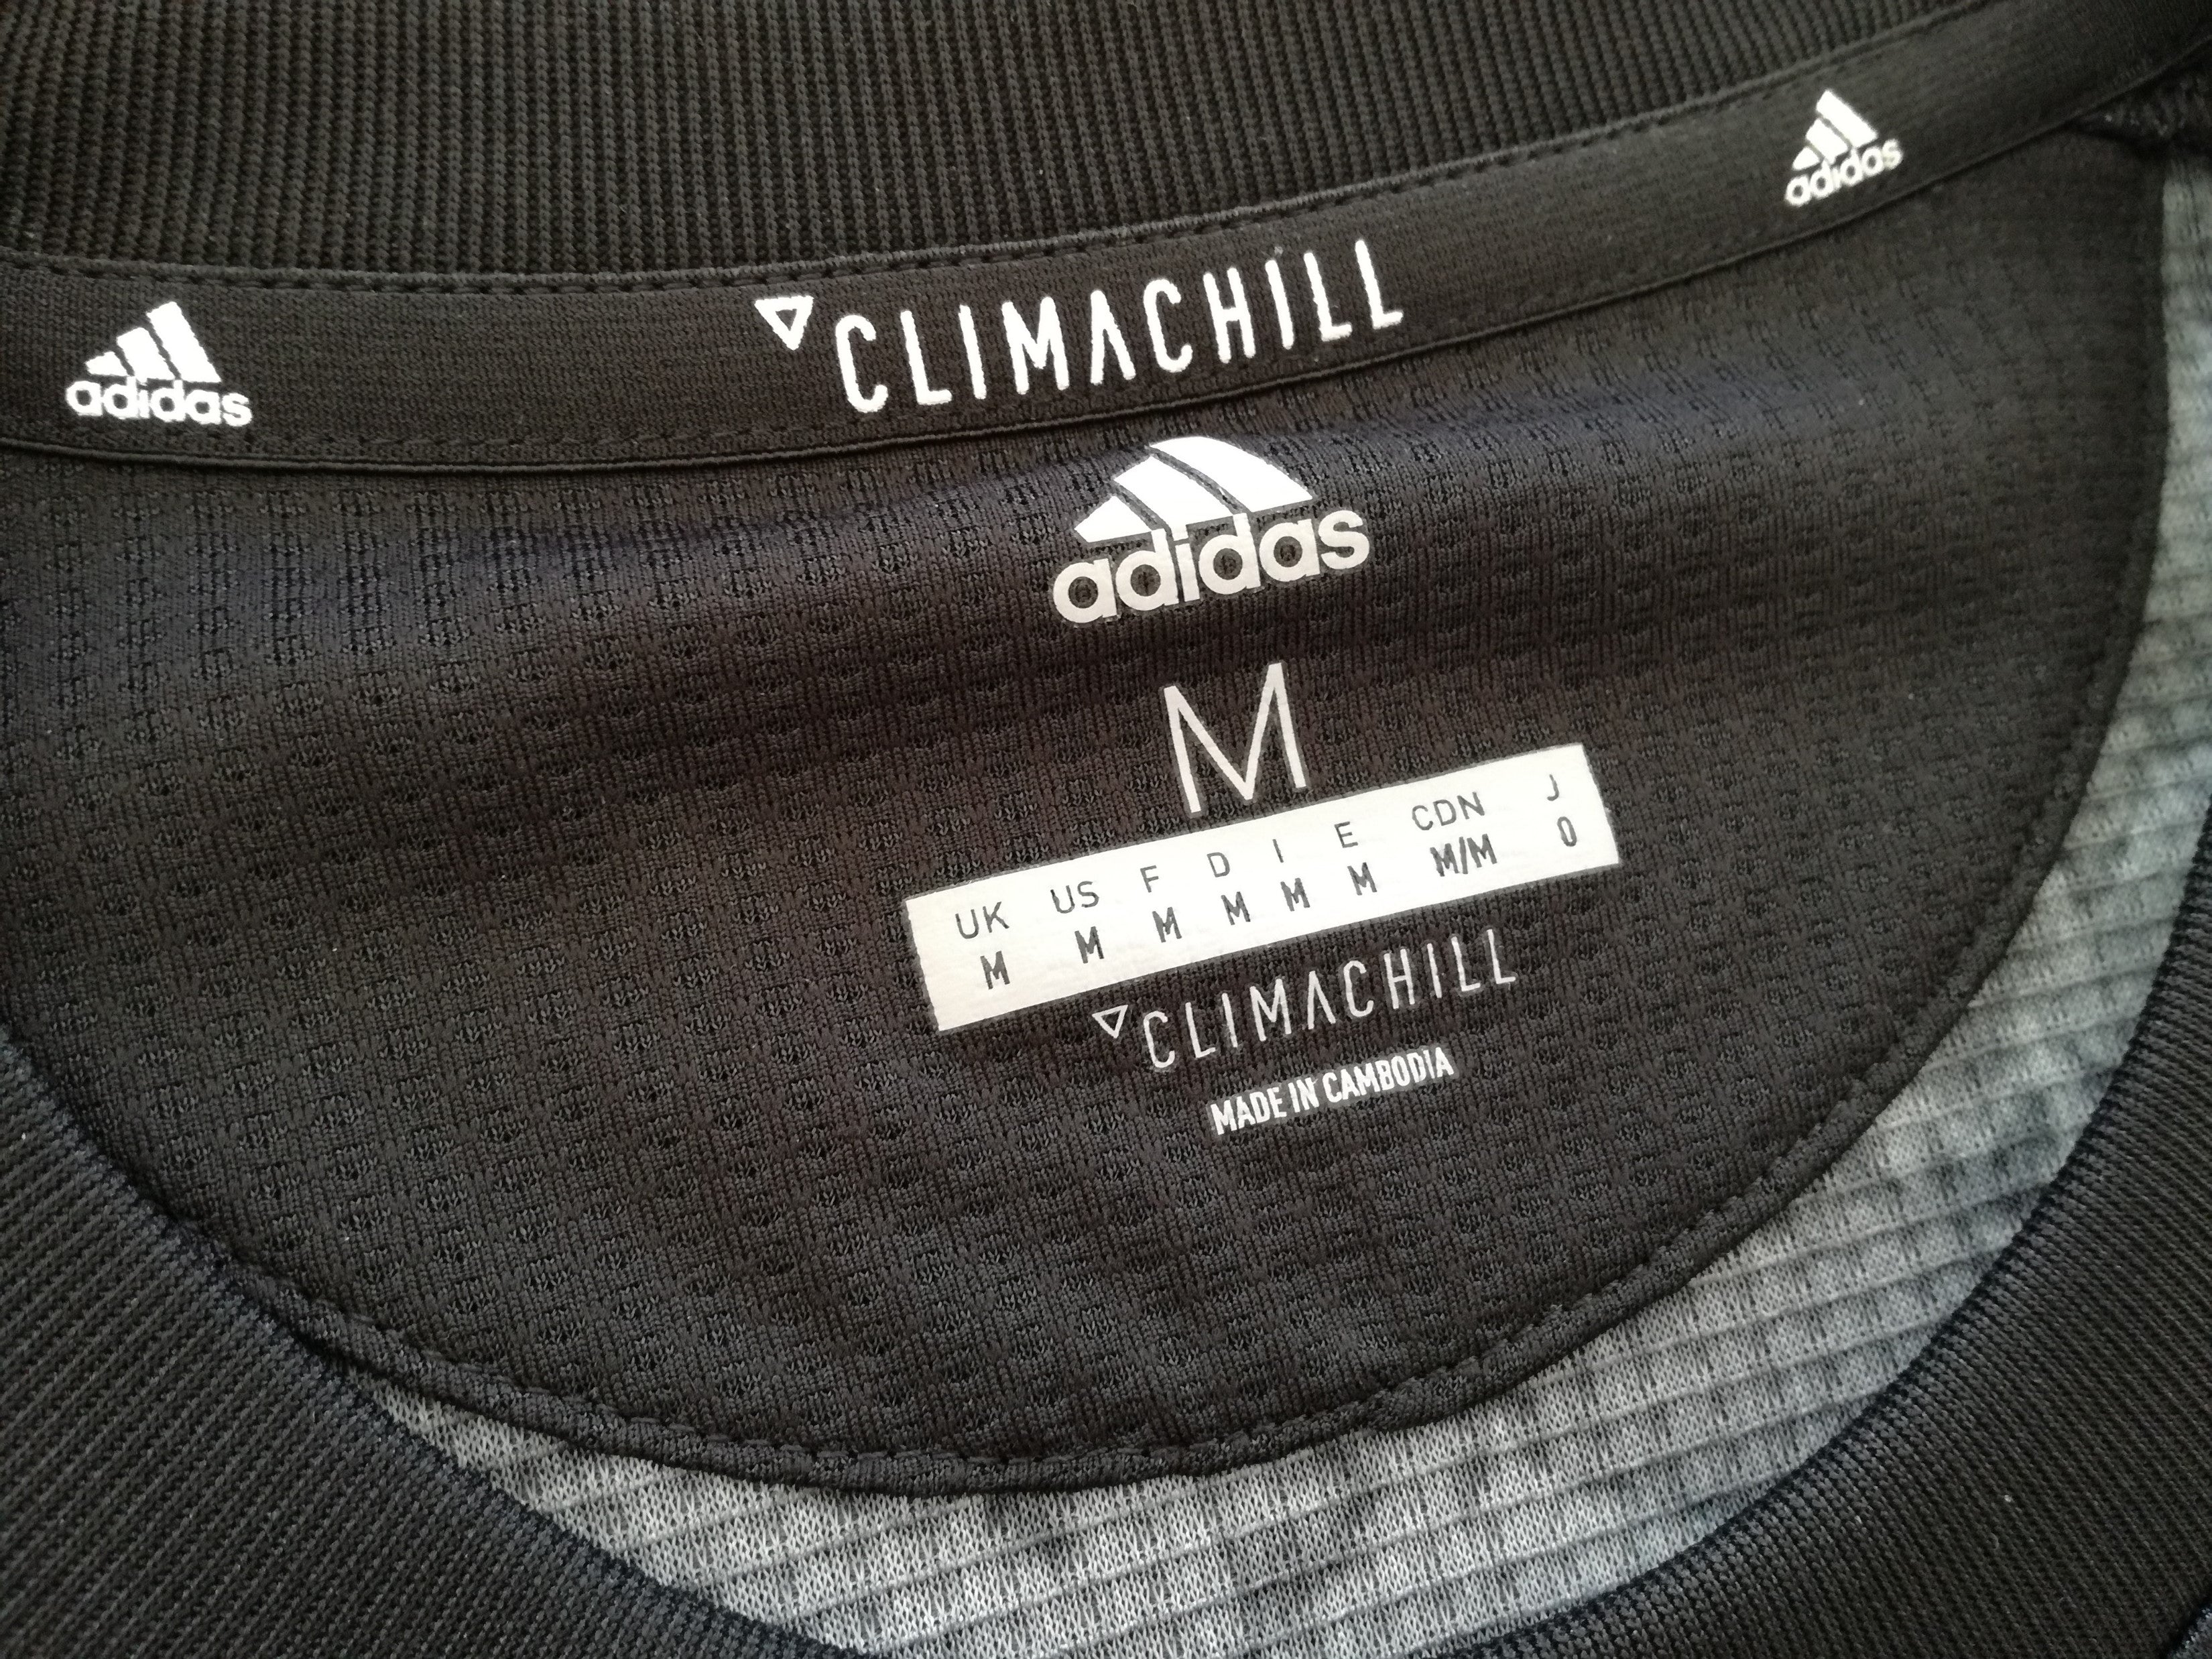 adidas
CLIMACHILL
adidas
adidas
M
UK US F D I E CDN J
M M M M M M M/M O
CLIMACHILL
MADE IN CAMBODIA